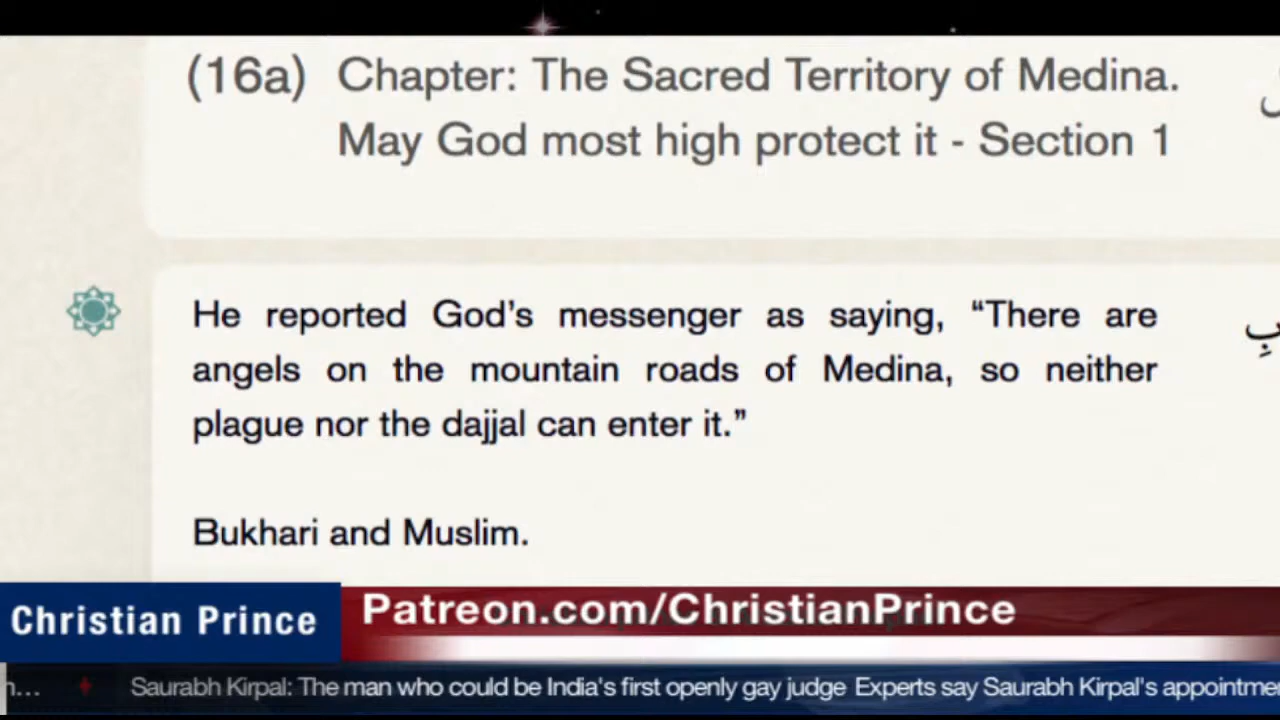 (16a) Chapter: The Sacred Territory of Medina.
May God most high protect it - Section 1
He reported God's messenger as saying, “There are
angels on the mountain roads of Medina, so neither
plague nor the dajjal can enter it.”
Bukhari and Muslim.
Christian Prince
Patreon.com/ChristianPrince
Saurabh Kirpal: The man who could be India's first openly gay judge Experts say Saurabh Kirpal's appointme